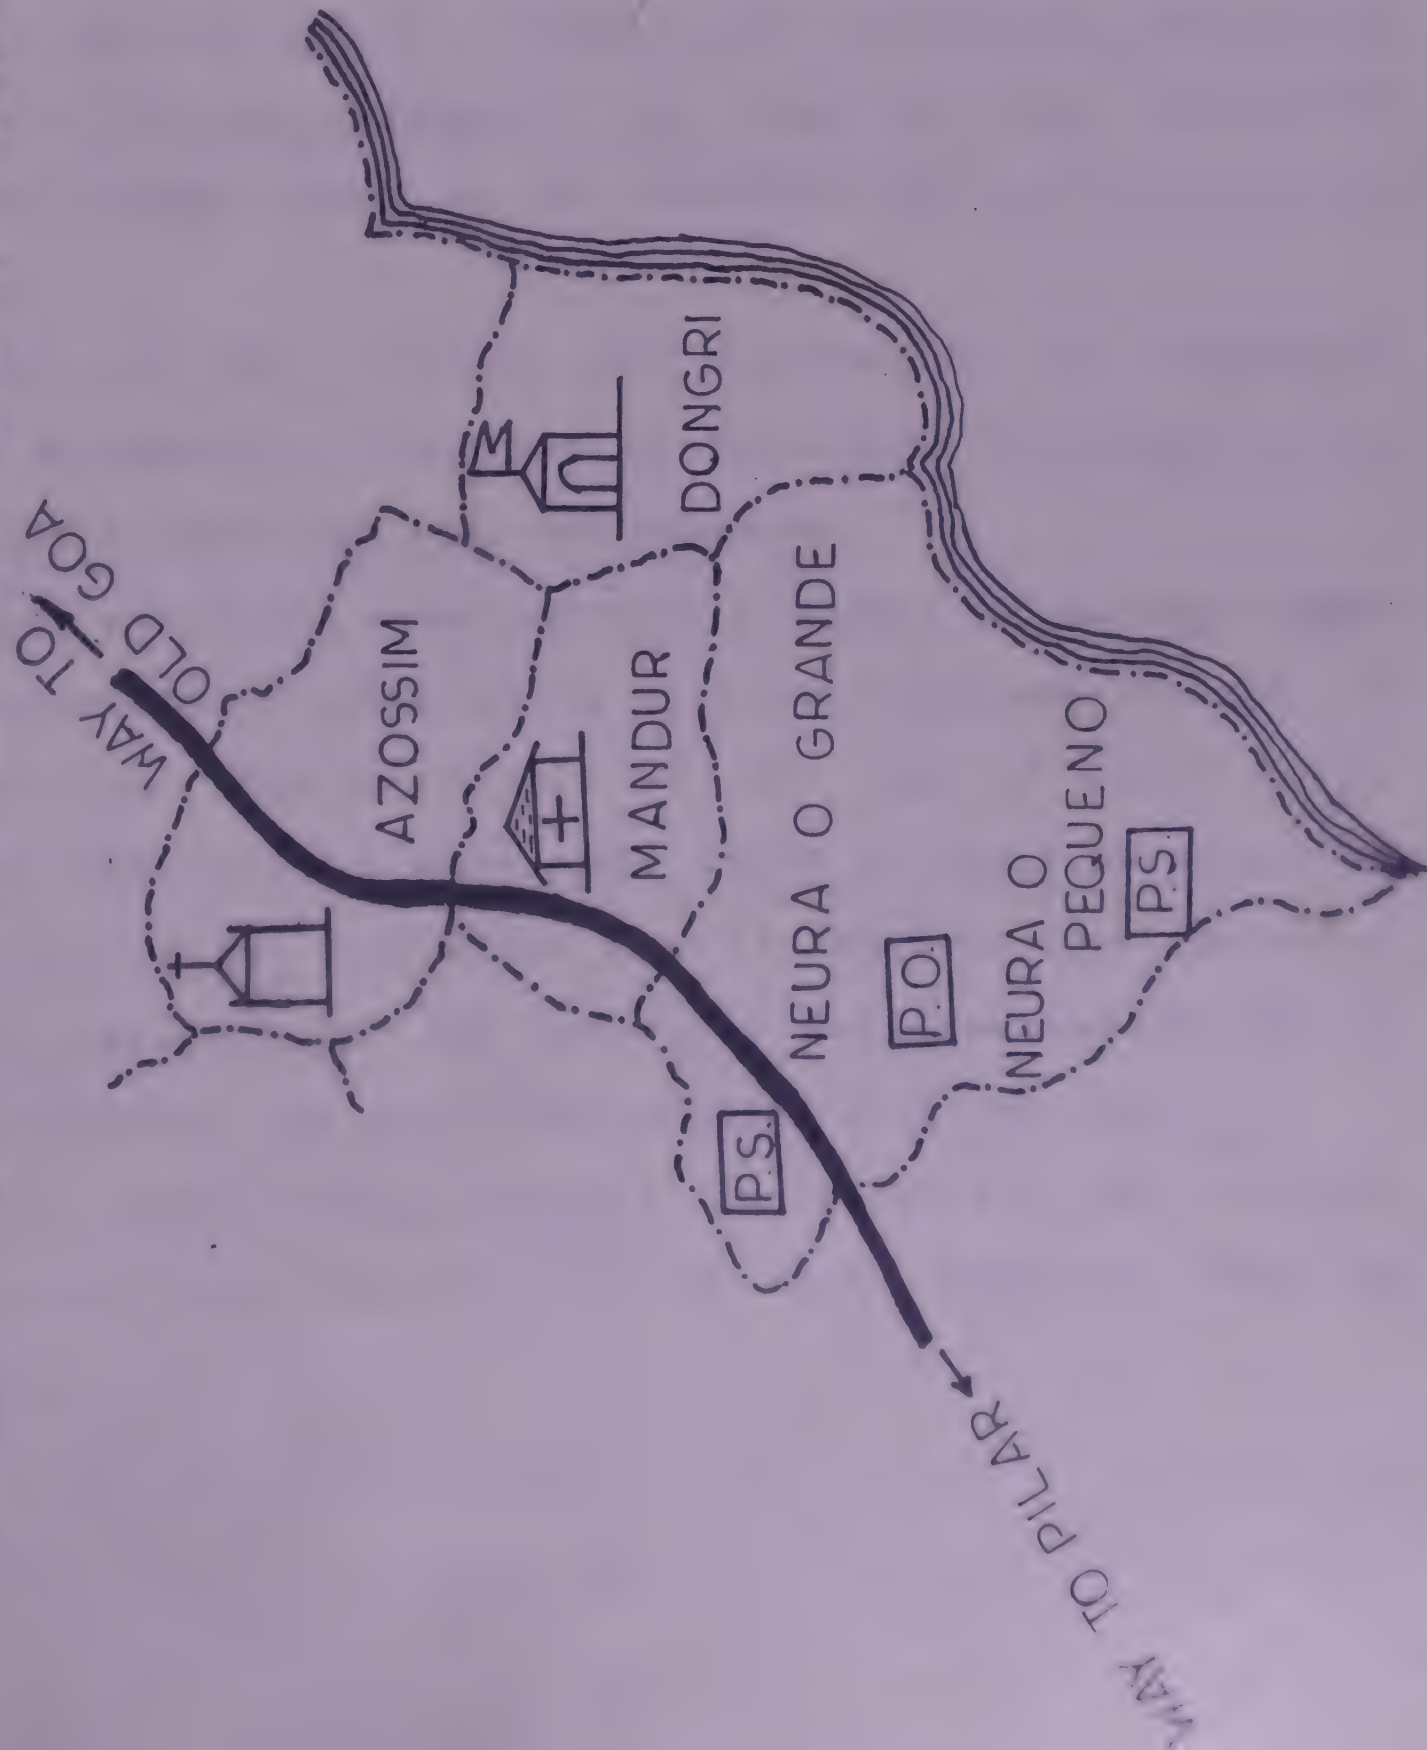 WAY TO
OLD GOA
AZOSSIM
DONGRI
MANDUR
NEURA O GRANDE
P.S.
P.O.
NEURA O
PEQUENO
P.S.
WAY TO PILAR